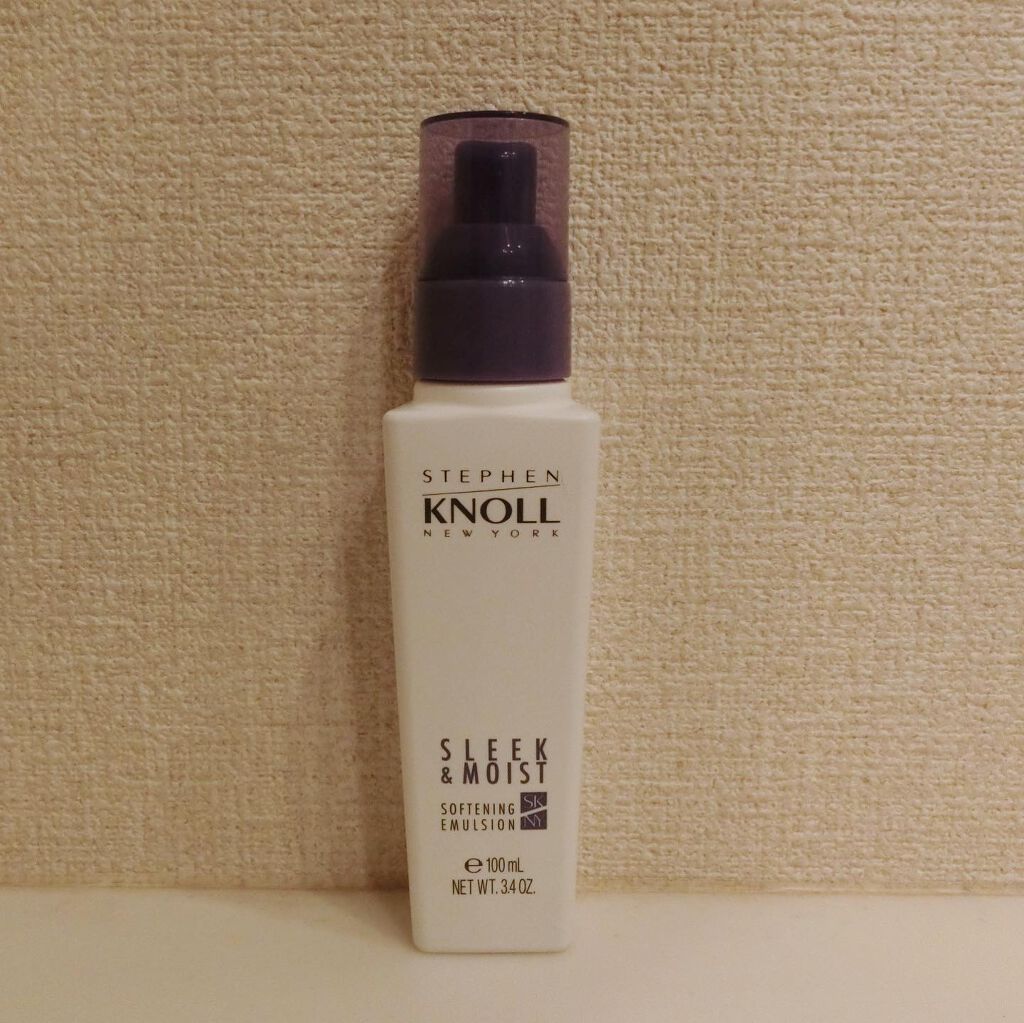 STEPHEN
KNOLL
NEW YORK
SLEEK
& MOIST
SOFTENING
EMULSION
SK
NY
℮ 100 mL
NET WT. 3.4 OZ.